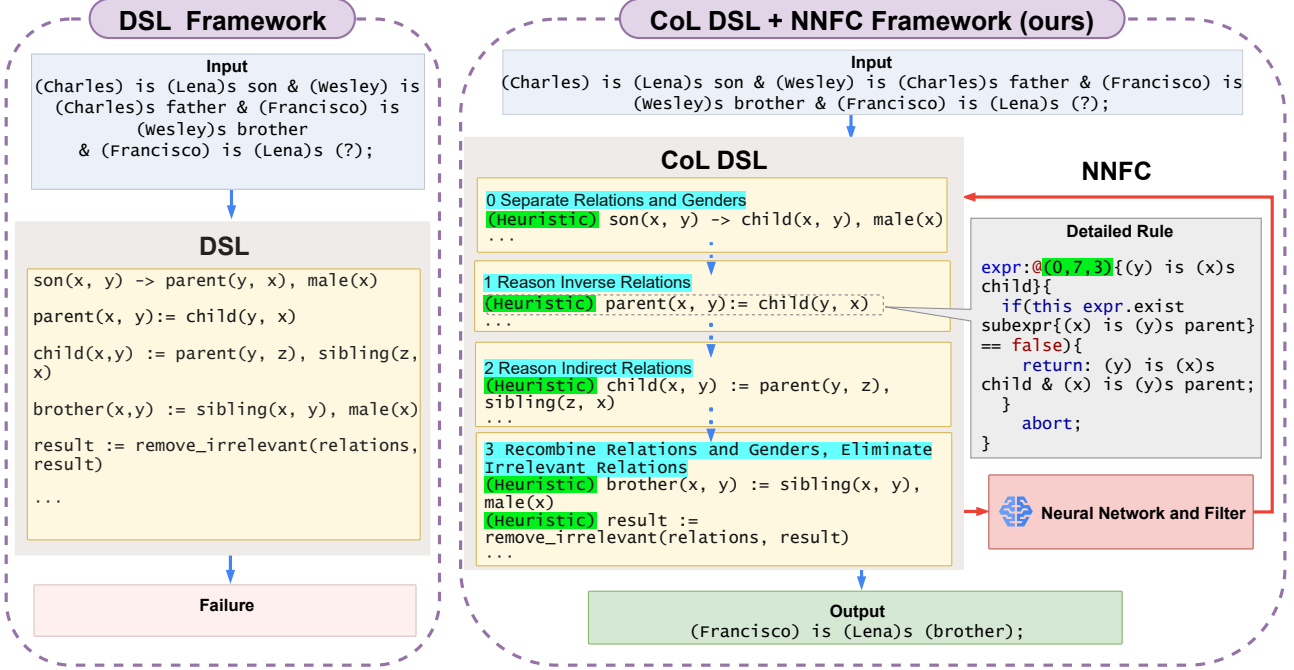 DSL Framework
Input
(Charles) is (Lena)s son & (Wesley) is
(Charles)s father & (Francisco) is
(Wesley)s brother
& (Francisco) is (Lena)s (?);
DSL
son(x, y) -> parent(y, x), male(x)
parent(x, y):= child(y, x)
child(x,y) := parent(y, z), sibling(z,
x)
brother(x,y) := sibling(x, y), male(x)
result := remove_irrelevant(relations,
result)
...
Failure
CoL DSL + NNFC Framework (ours)
Input
(Charles) is (Lena)s son & (Wesley) is (Charles)s father & (Francisco) is
(Wesley)s brother & (Francisco) is (Lena)s (?);
CoL DSL
0 Separate Relations and Genders
(Heuristic) son(x, y) -> child(x, y), male(x)
...
1 Reason Inverse Relations
(Heuristic) parent(x, y):= child(y, x)
...
2 Reason Indirect Relations
(Heuristic) child(x, y) := parent(y, z),
sibling(z, x)
...
3 Recombine Relations and Genders, Eliminate
Irrelevant Relations
(Heuristic) brother(x, y) := sibling(x, y),
male(x)
(Heuristic) result :=
remove_irrelevant(relations, result)
...
NNFC
Detailed Rule
expr:@(0,7,3){(y) is (x)s
child}{
if(this expr.exist
subexpr{(x) is (y)s parent}
== false){
return: (y) is (x)s
child & (x) is (y)s parent;
}
abort;
}
Neural Network and Filter
Output
(Francisco) is (Lena)s (brother);